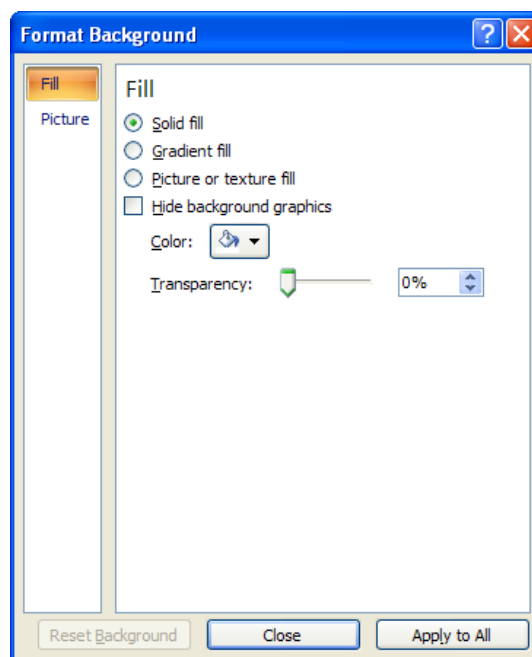 Format Background
Fill
Picture
Fill
Solid fill
Gradient fill
Picture or texture fill
Hide background graphics
Color:
Transparency: 0%
Reset Background Close Apply to All